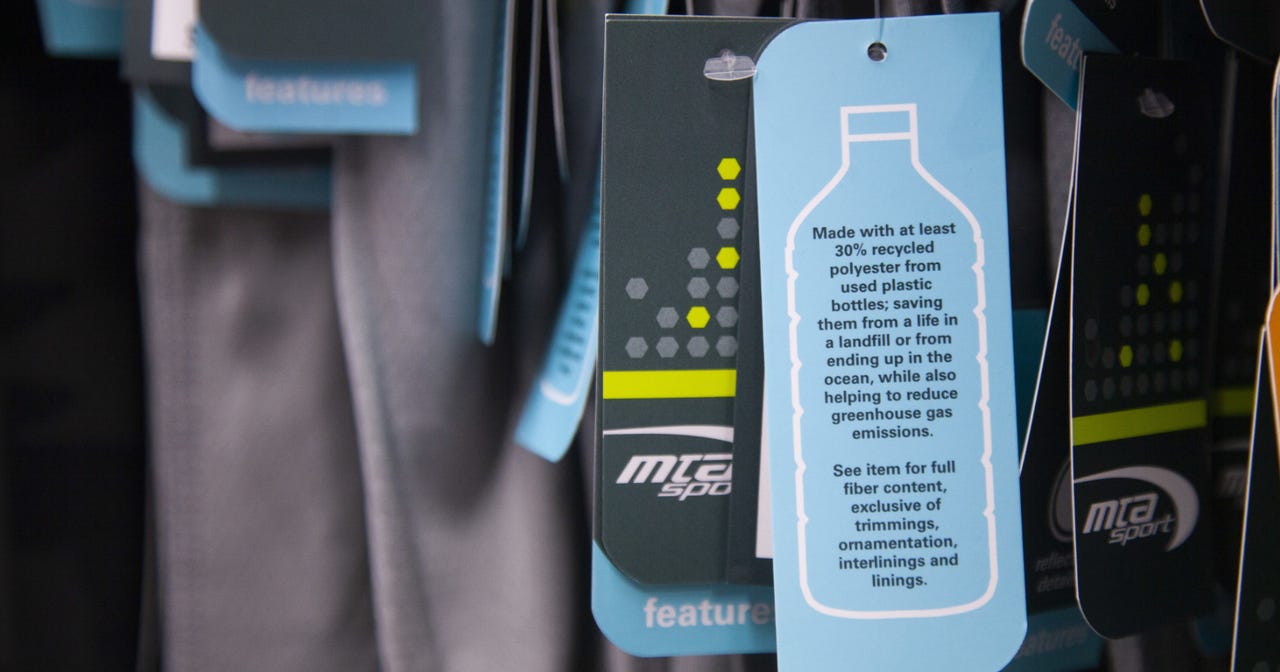 features
Made with at least
30% recycled
polyester from
used plastic
bottles; saving
them from a life in
a landfill or from
ending up in the
ocean, while also
helping to reduce
greenhouse gas
emissions.
See item for full
fiber content,
exclusive of
trimmings,
ornamentation,
interlinings and
linings.
mta
spo
feature
mta
sport
features